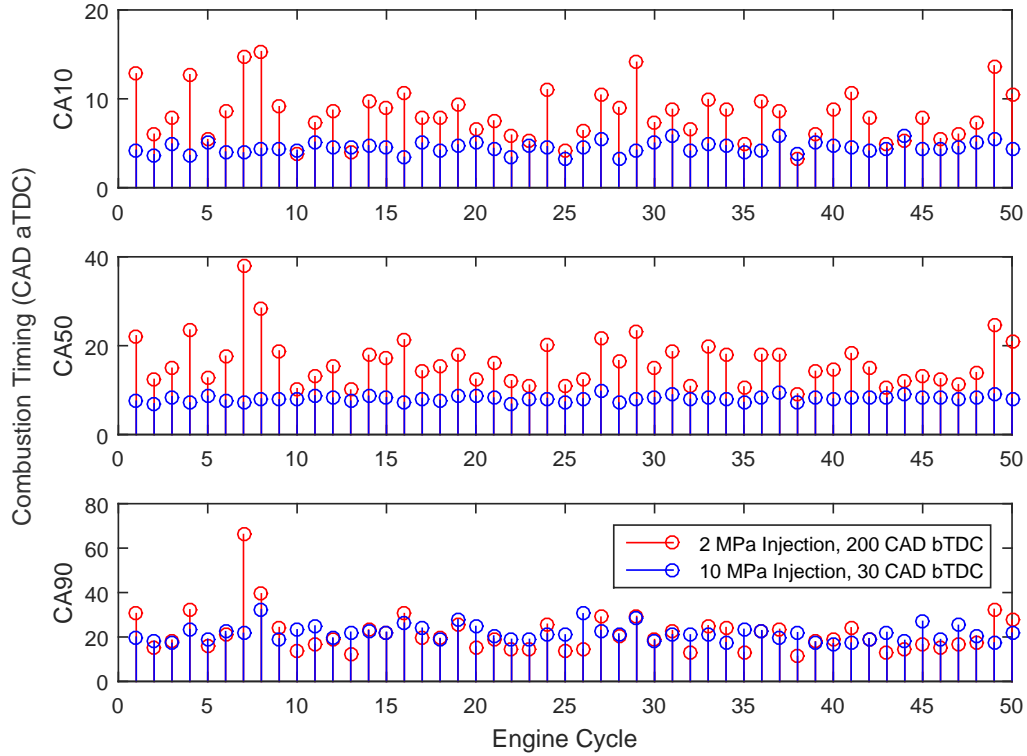 Combustion Timing (CAD aTDC)
CA10
20
10
0
0 5 10 15 20 25 30 35 40 45 50
CA50
40
20
0
0 5 10 15 20 25 30 35 40 45 50
CA90
80
60
40
20
0
2 MPa Injection, 200 CAD bTDC
10 MPa Injection, 30 CAD bTDC
0 5 10 15 20 25 30 35 40 45 50
Engine Cycle